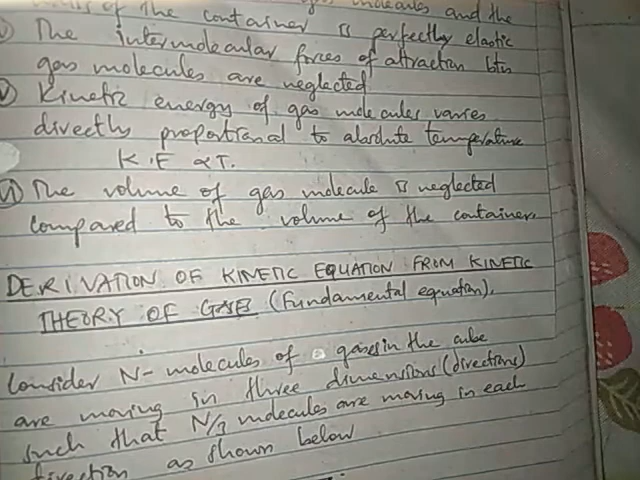 of the container is perfectly elastic
The intermolecular forces of attraction btn
gas molecules are neglected
Kinetic energy of gas molecules varies
directly proportional to absolute temperature
K.E ∝ T.
The volume of gas molecule is neglected
compared to the volume of the container.
DERIVATION OF KINETIC EQUATION FROM KINETIC
THEORY OF GASES (Fundamental equation).
Consider N-molecules of gases in the cube
are moving in three dimensions (directions)
such that N/3 molecules are moving in each
direction as shown below